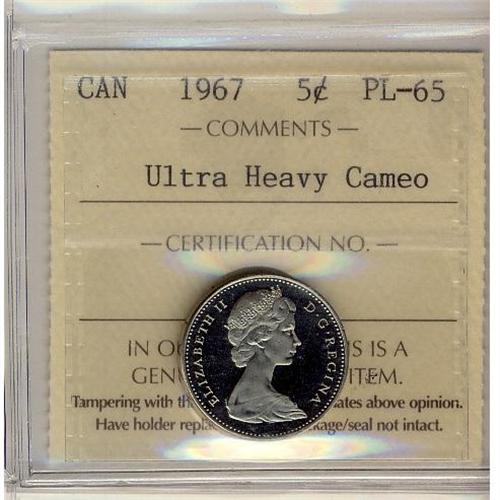 CAN 1967 5¢ PL-65
— COMMENTS —
Ultra Heavy Cameo
— CERTIFICATION NO. —
ELIZABETH II D·G·REGINA
IN IS A
ITEM.
Tampering with above opinion.
Have holder seal not intact.